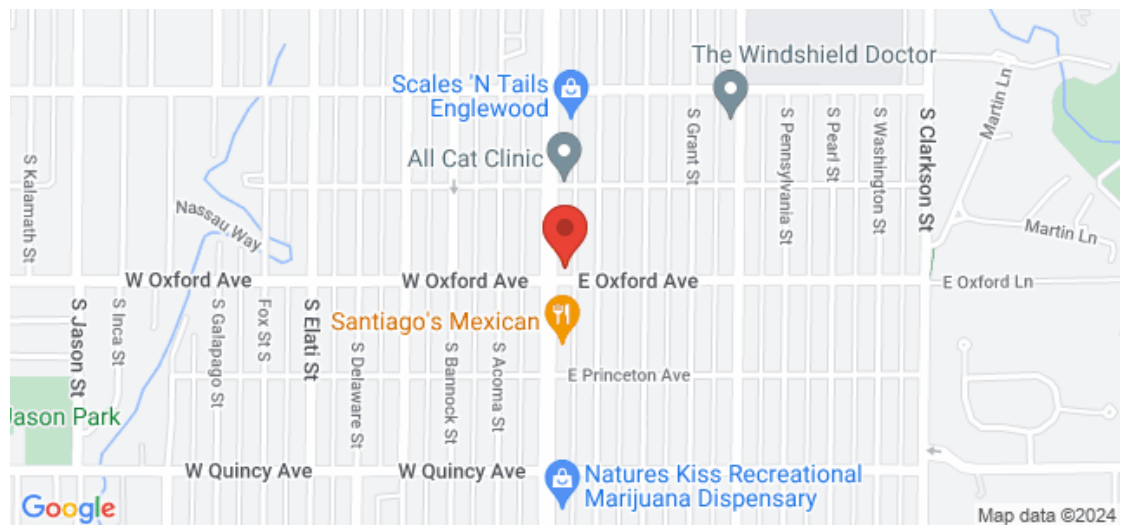 The Windshield Doctor
Scales 'N Tails
Englewood
All Cat Clinic
S Kalamath St
Nassau Way
S Grant St
S Pennsylvania St
S Pearl St
S Washington St
S Clarkson St
Martin Ln
Martin Ln
W Oxford Ave
W Oxford Ave
E Oxford Ave
E Oxford Ln
S Jason St
S Inca St
S Galapago St
Fox St S
S Elati St
S Delaware St
S Bannock St
S Acoma St
Santiago's Mexican
E Princeton Ave
Jason Park
W Quincy Ave
W Quincy Ave
Natures Kiss Recreational
Marijuana Dispensary
Google
Map data ©2024